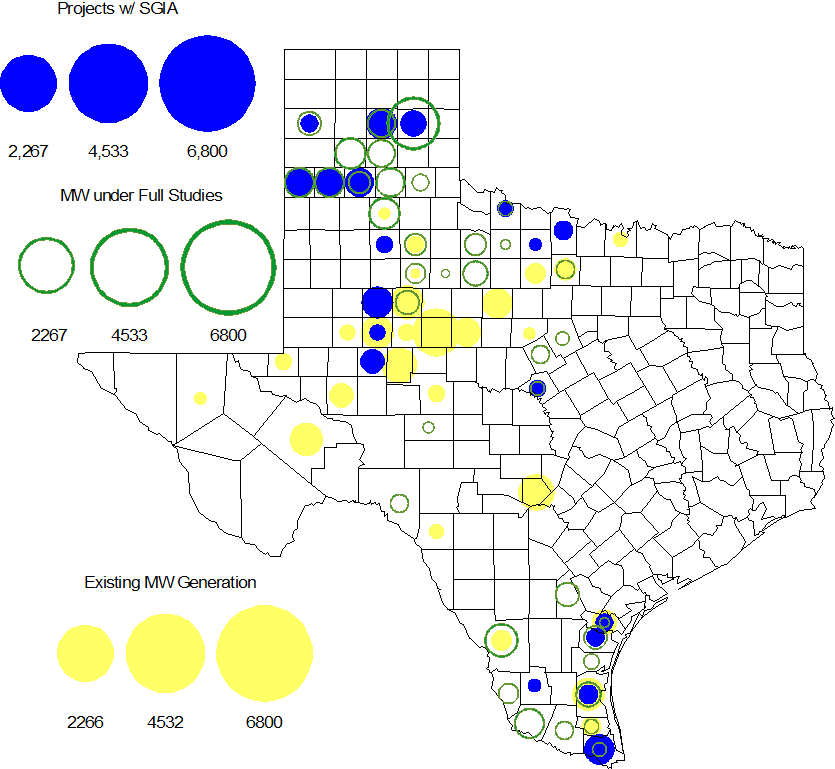 Projects w/ SGIA
2,267 4,533 6,800
MW under Full Studies
2267 4533 6800
Existing MW Generation
2266 4532 6800